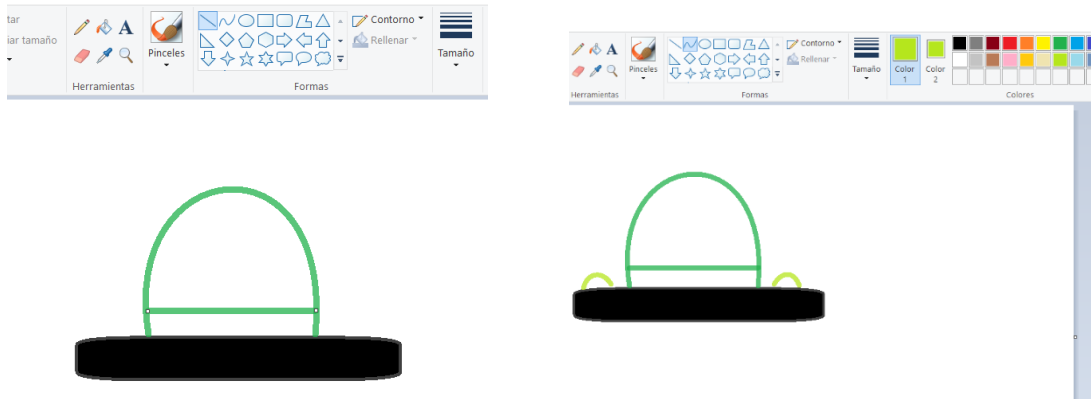 tar
iar tamaño
A
Pinceles
Contorno
Rellenar
Tamaño
Herramientas
Formas
A
Pinceles
Contorno
Rellenar
Tamaño
Color
1
Color
2
Herramientas
Formas
Colores